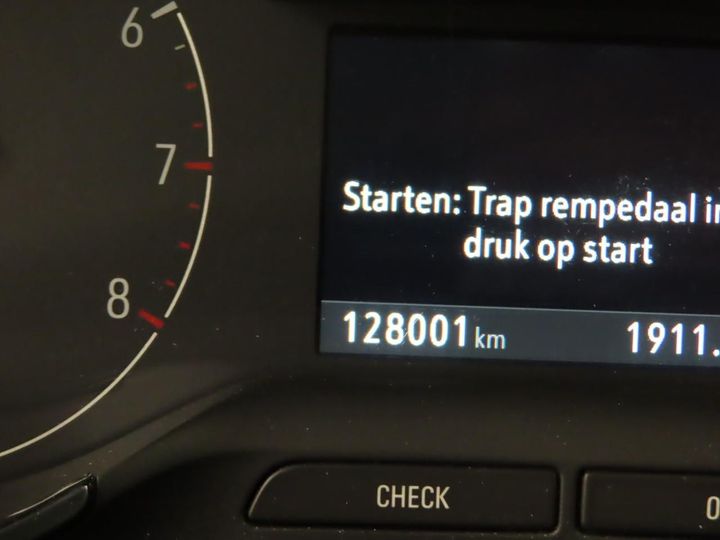 6
7
8
Starten: Trap rempedaal in
druk op start
128001 km 1911.
CHECK